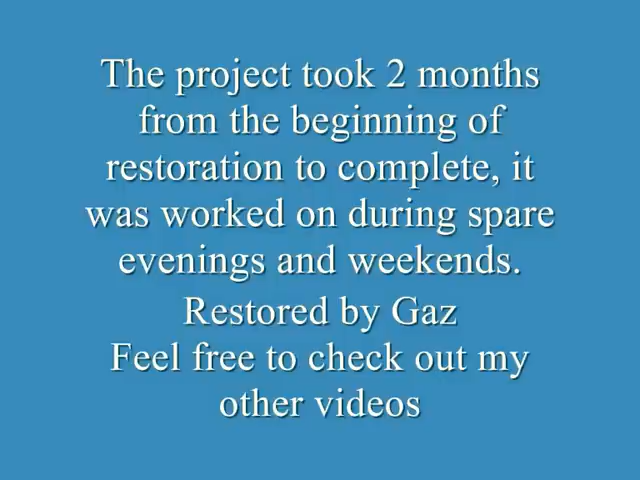 The project took 2 months
from the beginning of
restoration to complete, it
was worked on during spare
evenings and weekends.
Restored by Gaz
Feel free to check out my
other videos